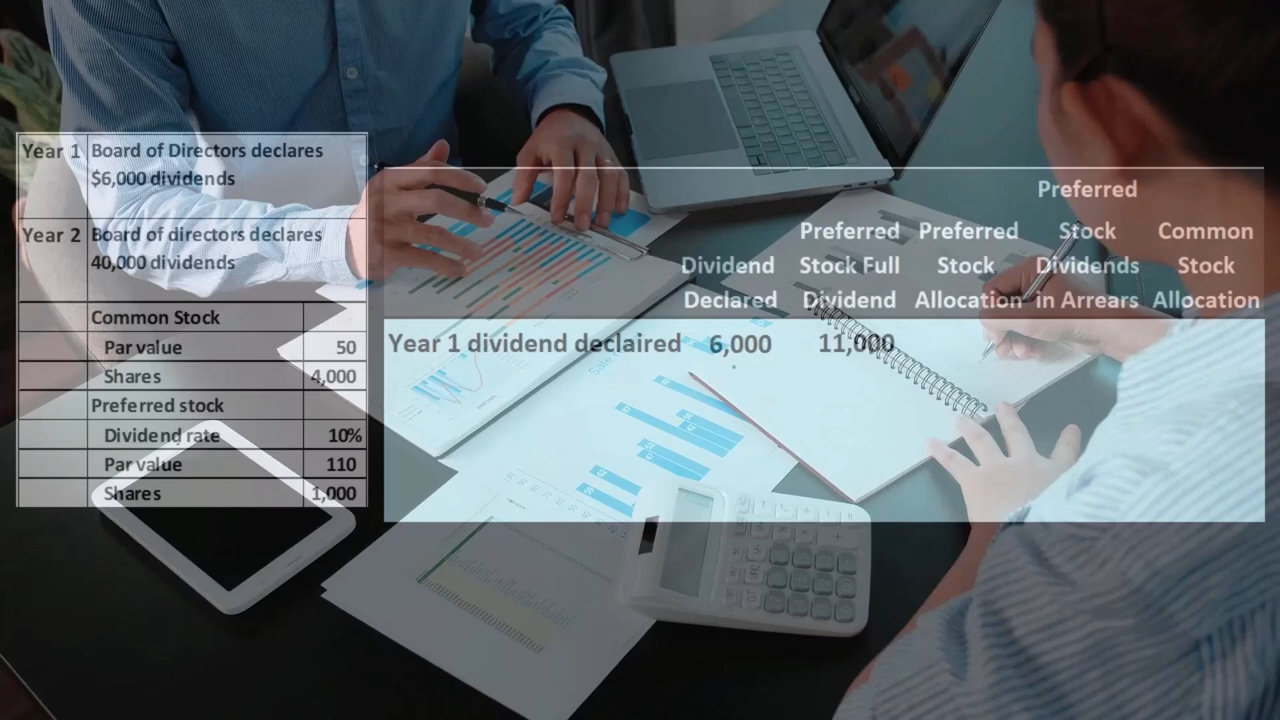 Year 1 Board of Directors declares
$6,000 dividends
Year 2 Board of directors declares
40,000 dividends
Common Stock
Par value 50
Shares 4,000
Preferred stock
Dividend rate 10%
Par value 110
Shares 1,000
Preferred
Preferred Preferred Stock Common
Dividend Stock Full Stock Dividends Stock
Declared Dividend Allocation in Arrears Allocation
Year 1 dividend declaired 6,000 11,000